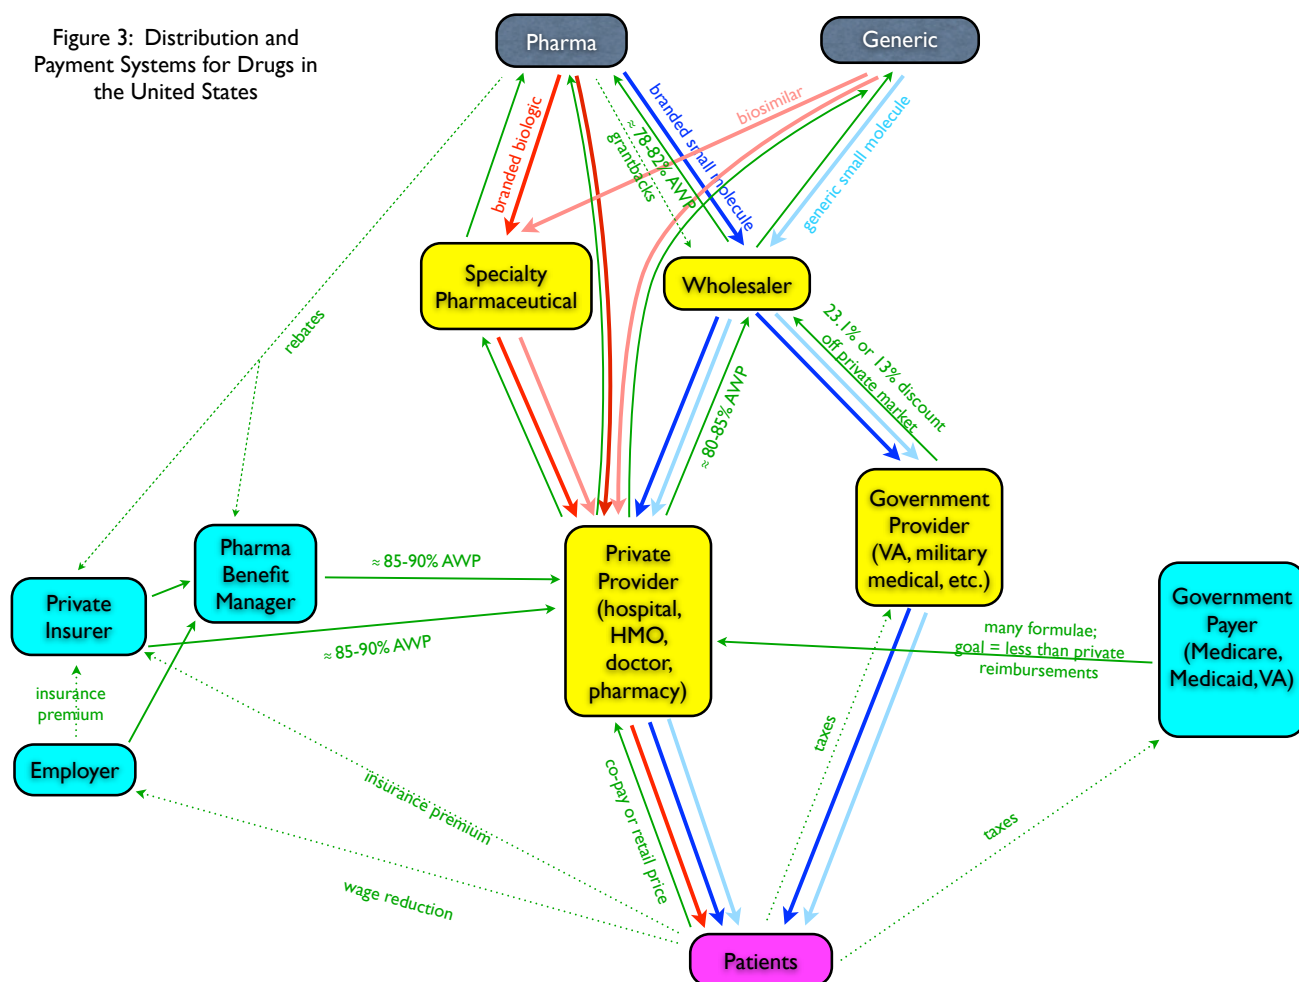 Figure 3: Distribution and
Payment Systems for Drugs in
the United States
Pharma
Generic
branded biologic
branded small molecule
≈ 78-82% AWP
grantbacks
biosimilar
generic small molecule
Specialty
Pharmaceutical
Wholesaler
rebates
23.1% or 13% discount
off private market
≈ 80-85% AWP
Pharma
Benefit
Manager
≈ 85-90% AWP
Private
Insurer
≈ 85-90% AWP
Private
Provider
(hospital,
HMO,
doctor,
pharmacy)
Government
Provider
(VA, military
medical, etc.)
Government
Payer
(Medicare,
Medicaid, VA)
many formulae;
goal = less than private
reimbursements
insurance
premium
Employer
insurance premium
wage reduction
co-pay or retail price
taxes
taxes
Patients